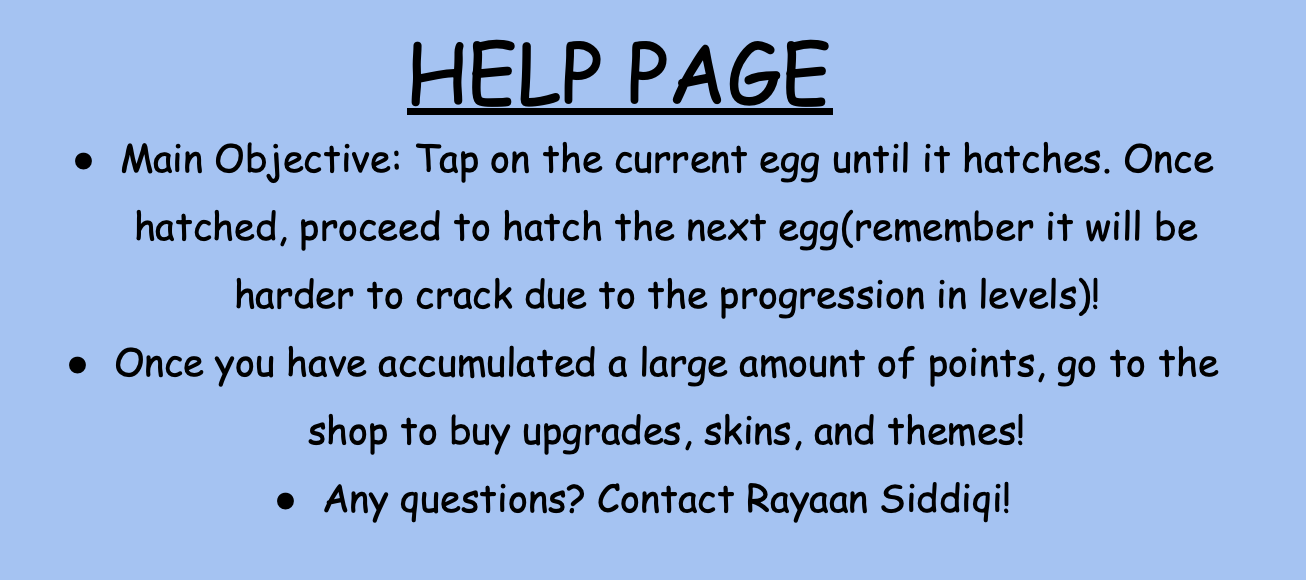 HELP PAGE
● Main Objective: Tap on the current egg until it hatches. Once
hatched, proceed to hatch the next egg(remember it will be
harder to crack due to the progression in levels)!
● Once you have accumulated a large amount of points, go to the
shop to buy upgrades, skins, and themes!
● Any questions? Contact Rayaan Siddiqi!